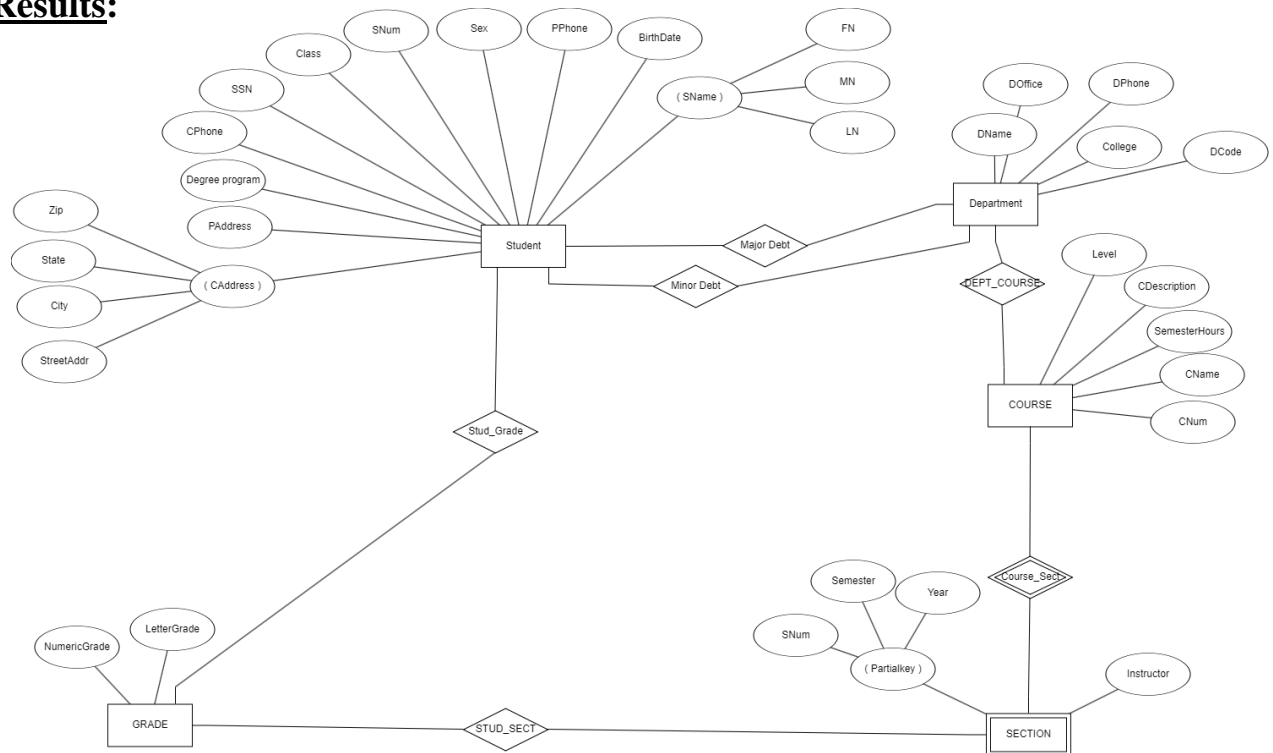 Results:
SNum
Sex
PPhone
BirthDate
FN
Class
( SName )
MN
SSN
LN
DOffice
DPhone
CPhone
DName
College
DCode
Degree program
Zip
PAddress
Department
State
Student
Major Debt
( CAddress )
Minor Debt
DEPT_COURSE
Level
City
CDescription
SemesterHours
StreetAddr
CName
COURSE
CNum
Stud_Grade
Course_Sect
Semester
Year
LetterGrade
SNum
NumericGrade
( Partialkey )
Instructor
GRADE
STUD_SECT
SECTION